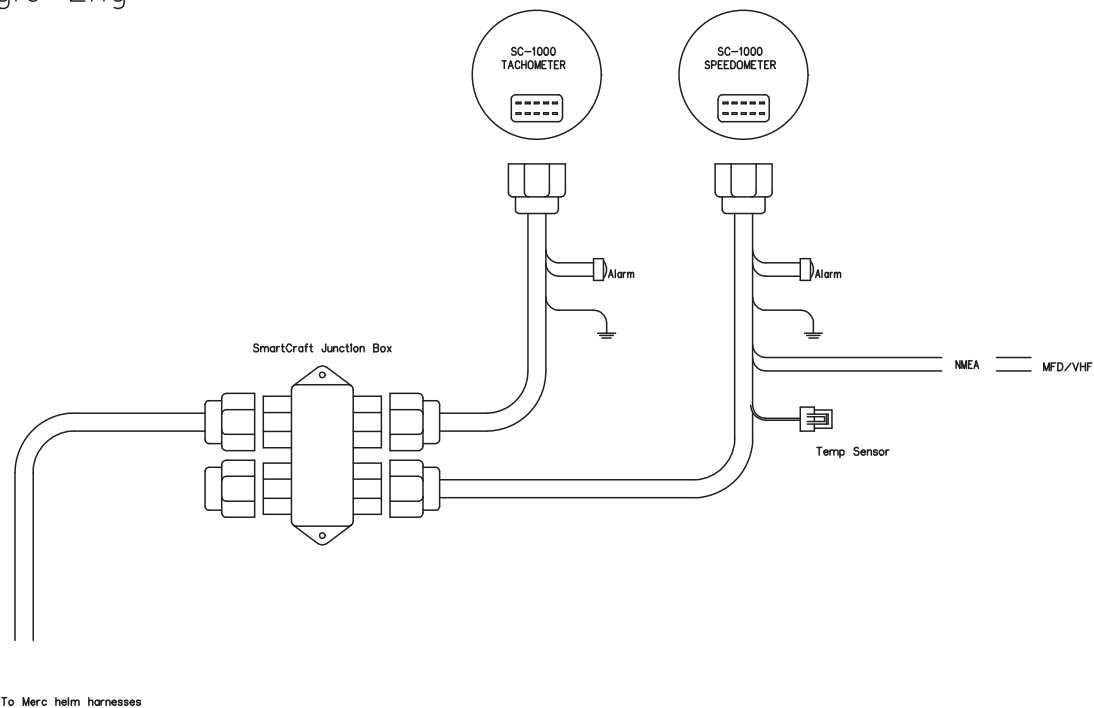 SC-1000
TACHOMETER
SC-1000
SPEEDOMETER
Alarm
Alarm
SmartCraft Junction Box
NMEA
MFD/VHF
Temp Sensor
To Merc helm harnesses